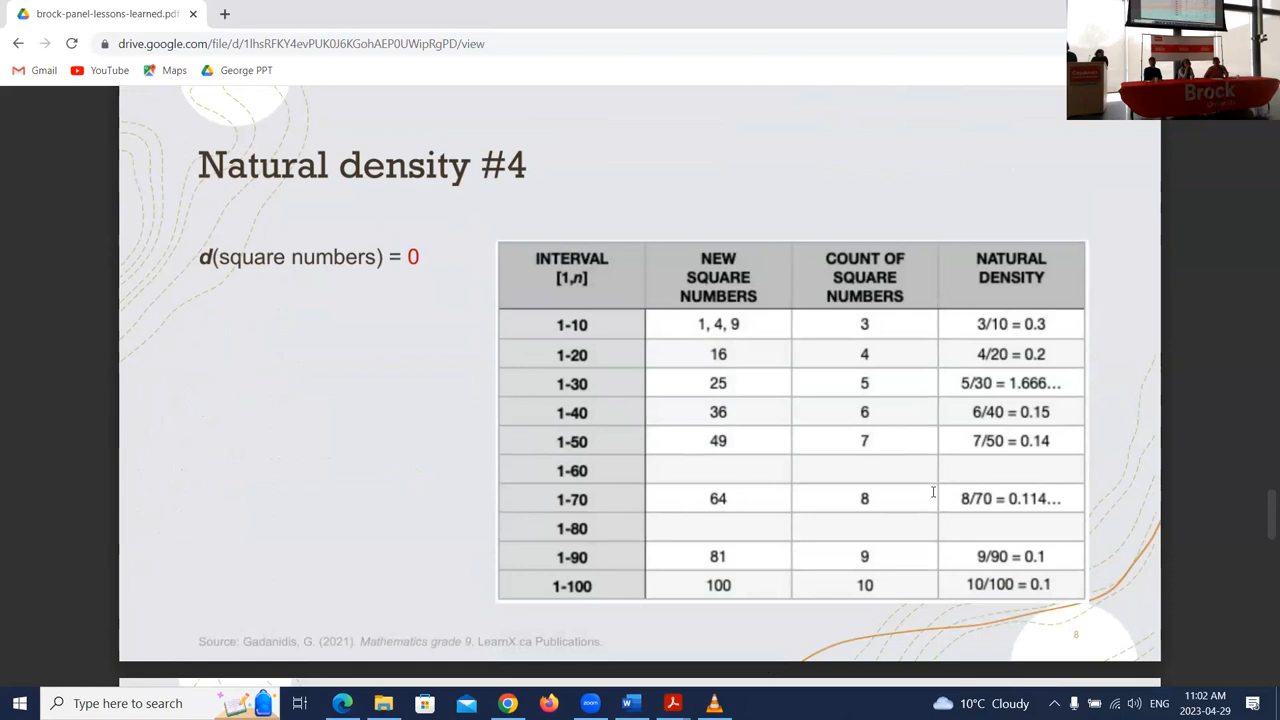 brock-panel-lessons-learned.pdf
drive.google.com/file/d/
Gmail YouTube Maps George PPT
Brock
Natural density #4
d(square numbers) = 0
INTERVAL [1,n] NEW SQUARE NUMBERS COUNT OF SQUARE NUMBERS NATURAL DENSITY
1-10 1, 4, 9 3 3/10 = 0.3
1-20 16 4 4/20 = 0.2
1-30 25 5 5/30 = 1.666...
1-40 36 6 6/40 = 0.15
1-50 49 7 7/50 = 0.14
1-60
1-70 64 8 8/70 = 0.114...
1-80
1-90 81 9 9/90 = 0.1
1-100 100 10 10/100 = 0.1
Source: Gadanidis, G. (2021). Mathematics grade 9. LearnX.ca Publications.
8
Type here to search
zoom
10°C Cloudy
ENG
11:02 AM
2023-04-29